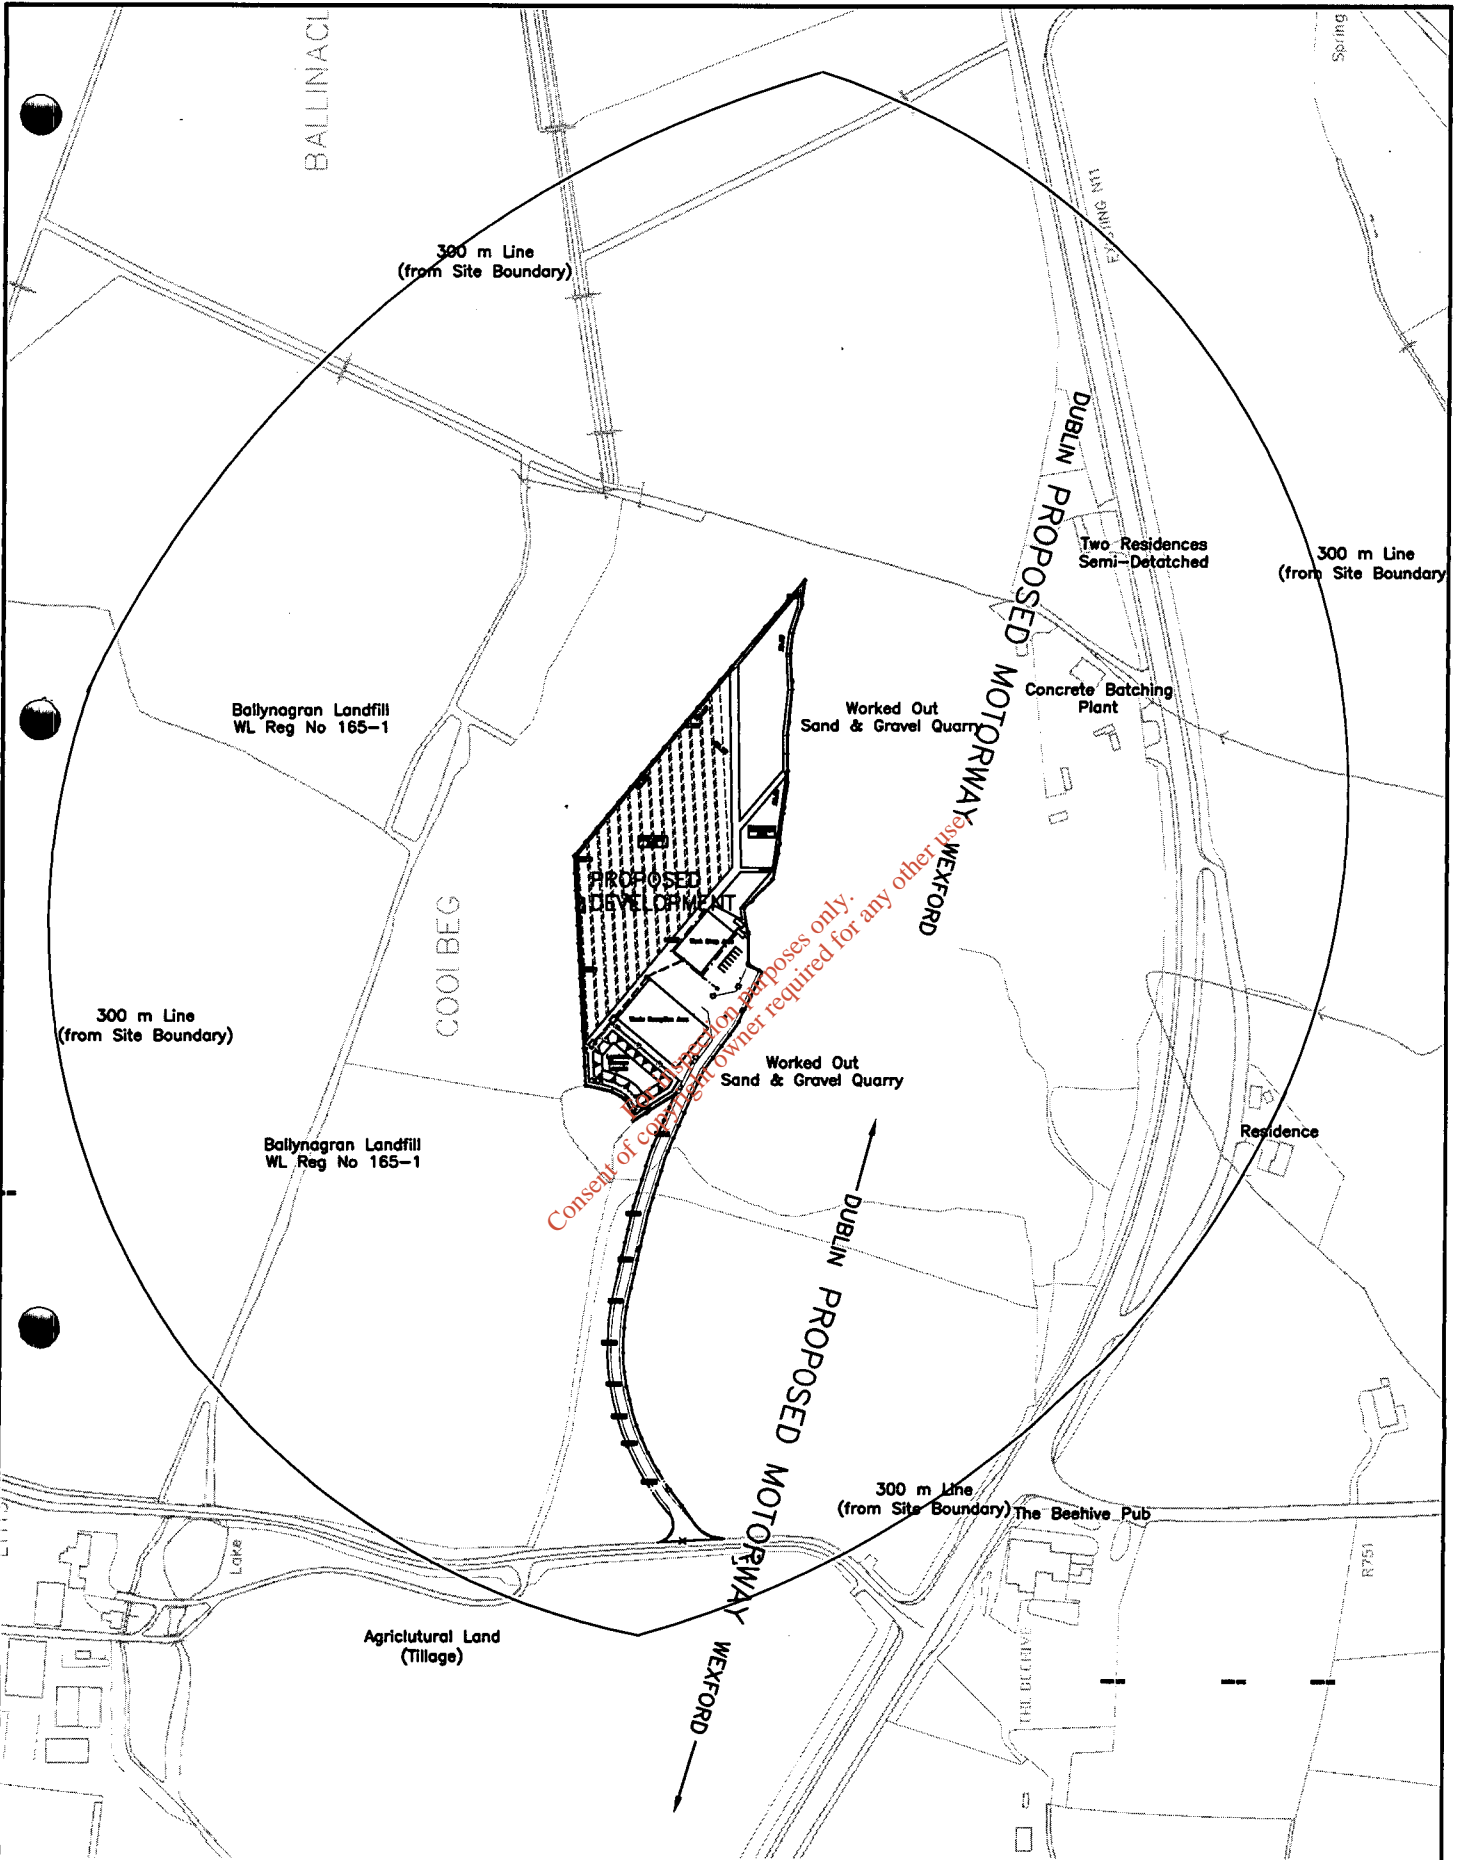 BALLINACL
Spring
EXISTING N11
300 m Line
(from Site Boundary)
DUBLIN
PROPOSED MOTORWAY
WEXFORD
Two Residences
Semi-Detatched
300 m Line
(from Site Boundary
Concrete Batching
Plant
Ballynagran Landfill
WL Reg No 165-1
Worked Out
Sand & Gravel Quarry
PROPOSED
DEVELOPMENT
COOLBEG
300 m Line
(from Site Boundary)
Worked Out
Sand & Gravel Quarry
For inspection purposes only.
Consent of copyright owner required for any other use.
Ballynagran Landfill
WL Reg No 165-1
Residence
DUBLIN
PROPOSED MOTORWAY
WEXFORD
300 m Line
(from Site Boundary)
The Beehive Pub
Lake
R751
Agriclutural Land
(Tillage)
THE BEEHIVE